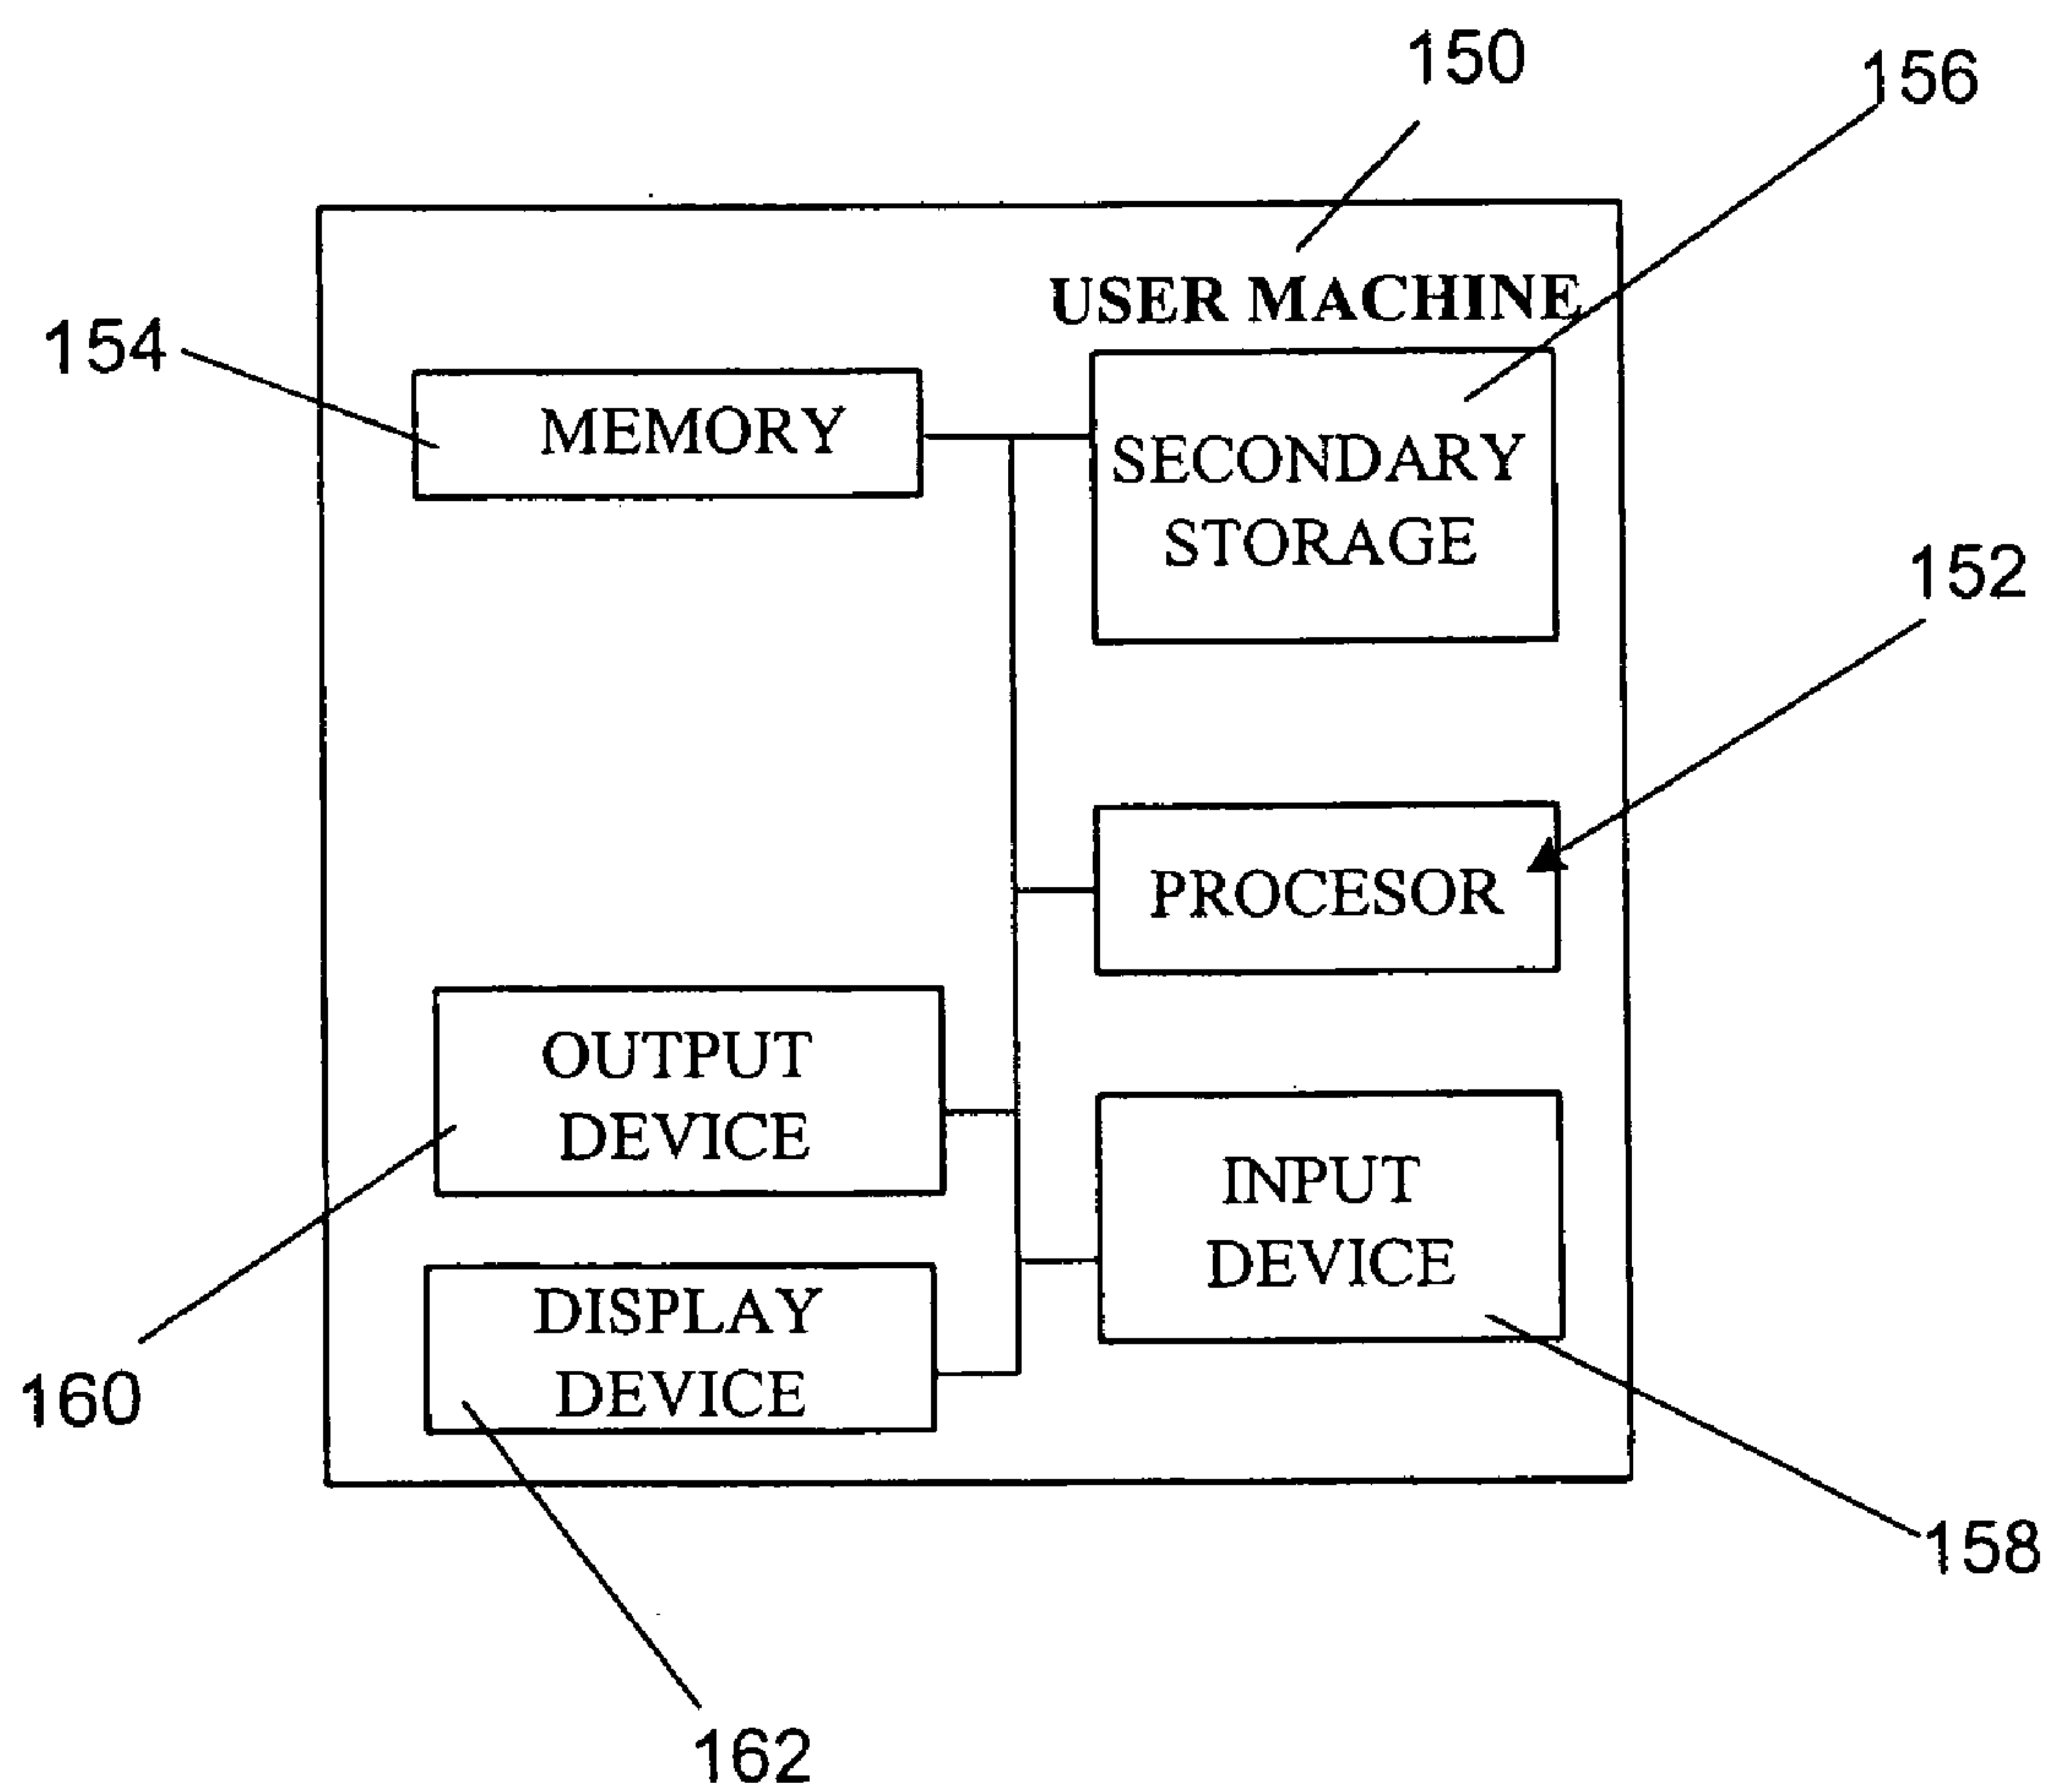 150
156
USER MACHINE
154
MEMORY
SECONDARY
STORAGE
152
PROCESOR
OUTPUT
DEVICE
INPUT
DEVICE
DISPLAY
DEVICE
160
158
162